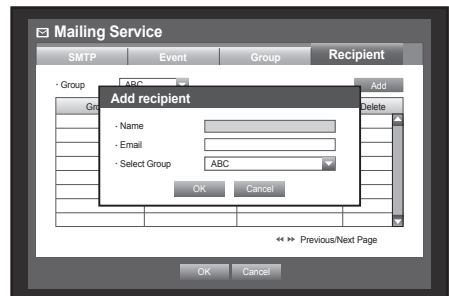 Mailing Service
SMTP Event Group Recipient
· Group ABC Add
Delete
Add recipient
· Name
· Email
· Select Group ABC
OK Cancel
Previous/Next Page
OK Cancel